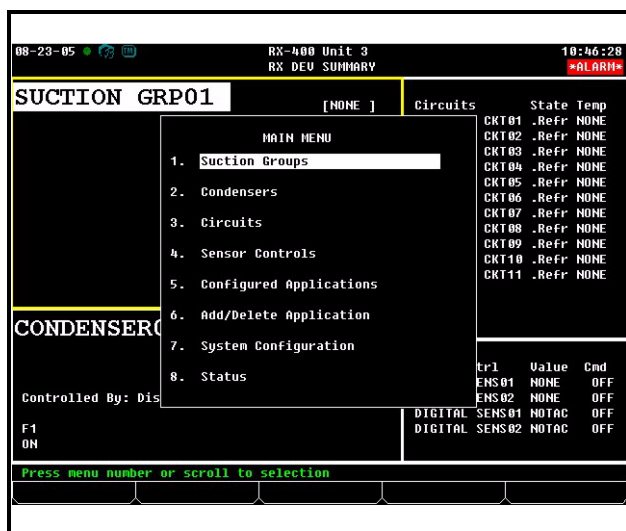 08-23-05 RX-400 Unit 3 10:46:28
RX DEV SUMMARY *ALARM*
SUCTION GRP01 [NONE ]
Circuits State Temp
CKT01 .Refr NONE
CKT02 .Refr NONE
CKT03 .Refr NONE
CKT04 .Refr NONE
CKT05 .Refr NONE
CKT06 .Refr NONE
CKT07 .Refr NONE
CKT08 .Refr NONE
CKT09 .Refr NONE
CKT10 .Refr NONE
CKT11 .Refr NONE
MAIN MENU
1. Suction Groups
2. Condensers
3. Circuits
4. Sensor Controls
5. Configured Applications
6. Add/Delete Application
7. System Configuration
8. Status
CONDENSER
Controlled By: Dis
F1
ON
trl Value Cmd
ENS01 NONE OFF
ENS02 NONE OFF
DIGITAL SENS01 NOTAC OFF
DIGITAL SENS02 NOTAC OFF
Press menu number or scroll to selection